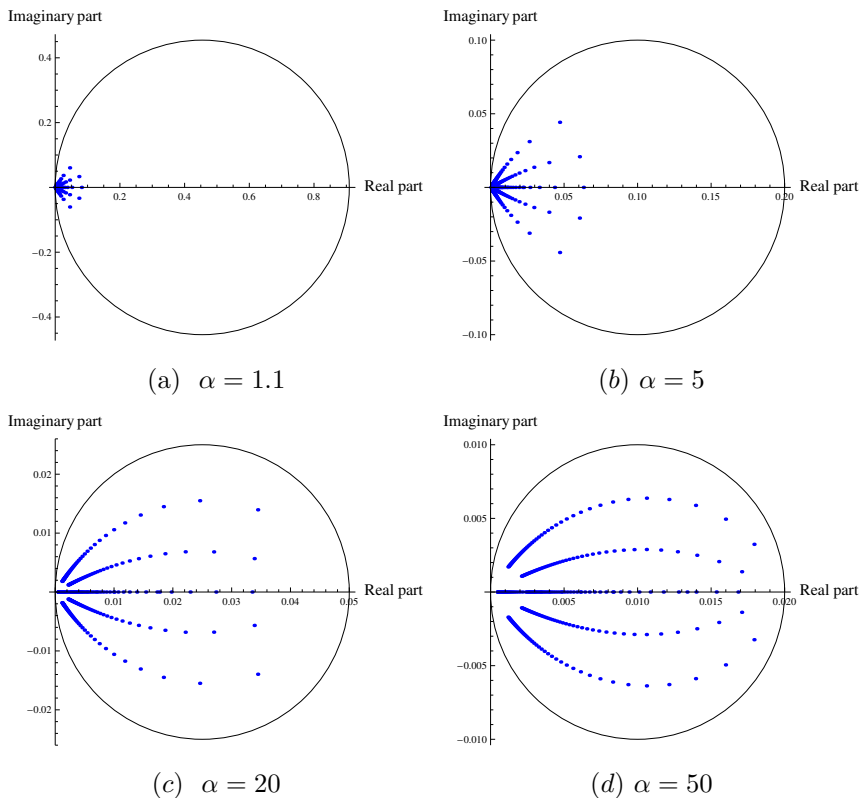 Imaginary part
0.4
0.2
0.2 0.4 0.6 0.8
Real part
−0.2
−0.4
(a) α = 1.1
Imaginary part
0.10
0.05
0.05 0.10 0.15 0.20
Real part
−0.05
−0.10
(b) α = 5
Imaginary part
0.02
0.01
0.01 0.02 0.03 0.04 0.05
Real part
−0.01
−0.02
(c) α = 20
Imaginary part
0.010
0.005
0.005 0.010 0.015 0.020
Real part
−0.005
−0.010
(d) α = 50